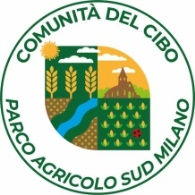 COMUNITÀ DEL CIBO
PARCO AGRICOLO SUD MILANO